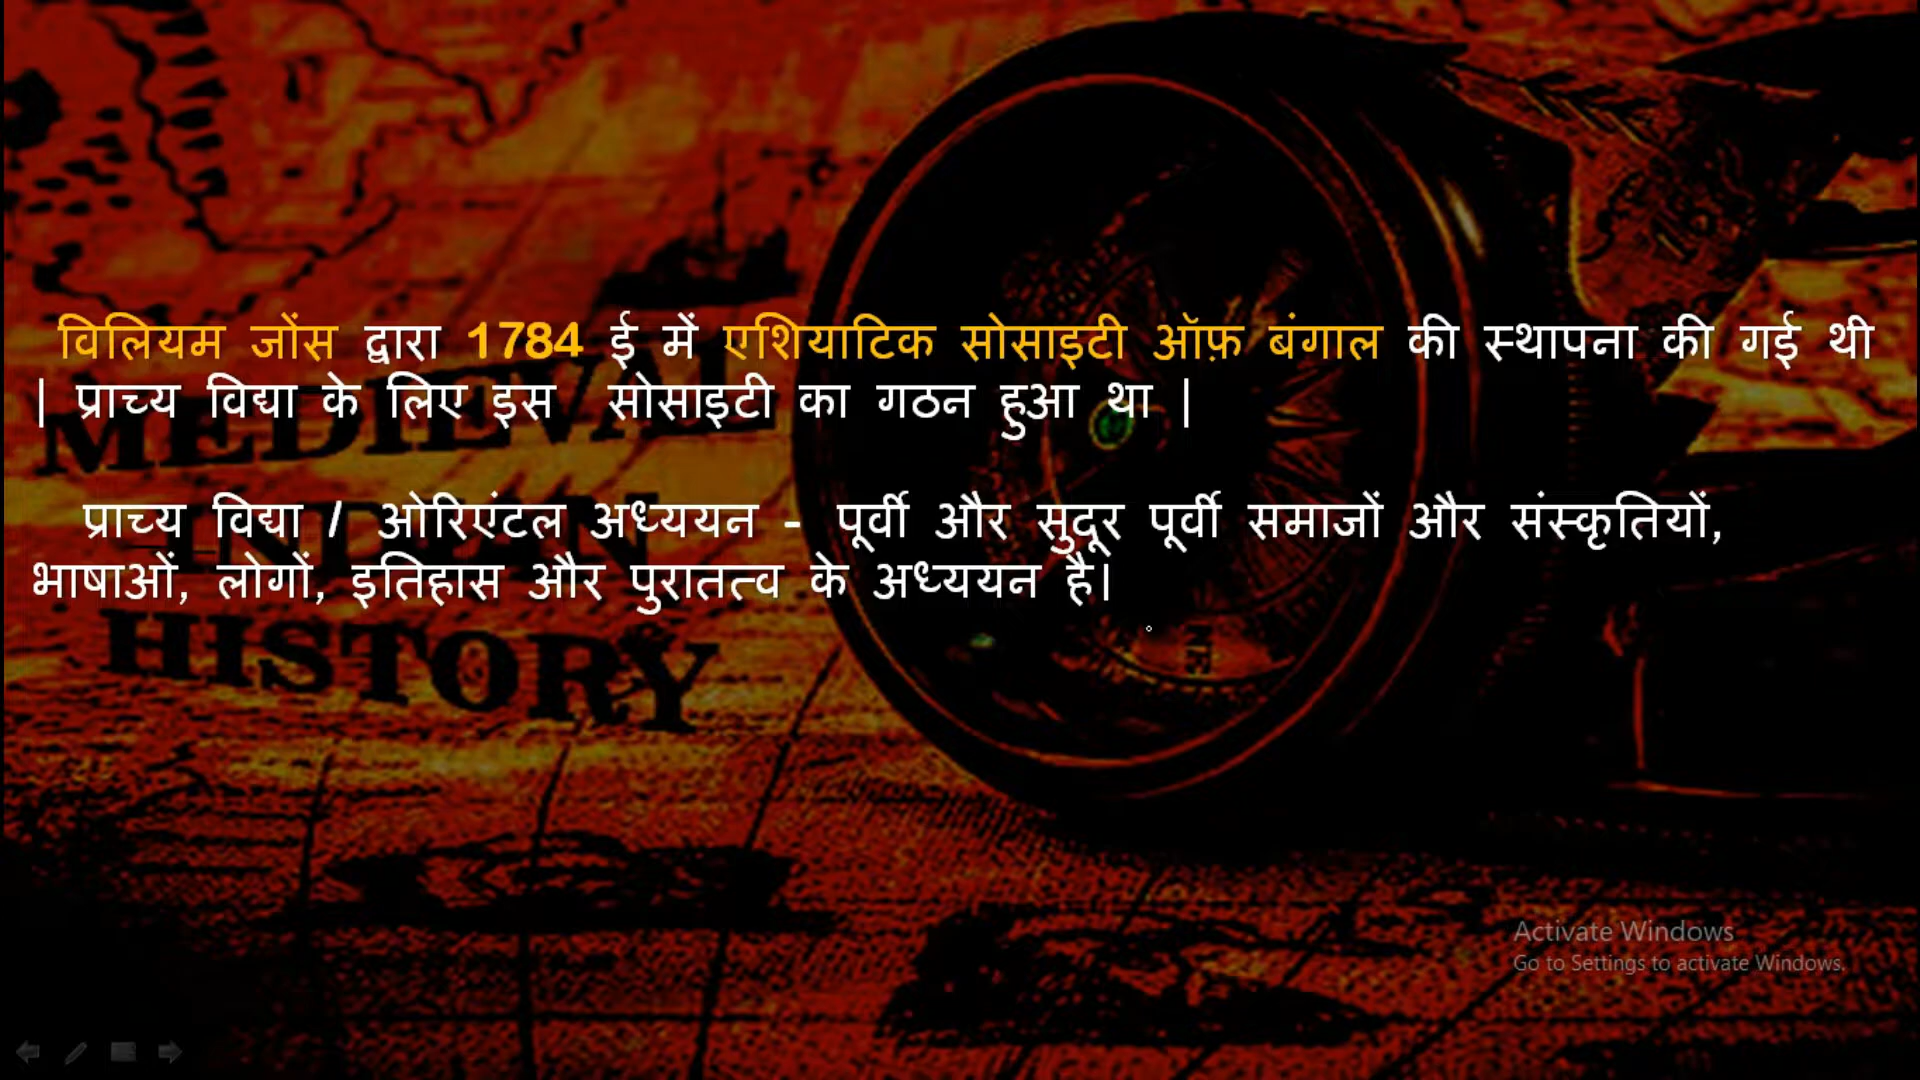 विलियम जोंस द्वारा 1784 ई में एशियाटिक सोसाइटी ऑफ़ बंगाल की स्थापना की गई थी
| प्राच्य विद्या के लिए इस सोसाइटी का गठन हुआ था |
MEDIEVAL
प्राच्य विद्या / ओरिएंटल अध्ययन - पूर्वी और सुदूर पूर्वी समाजों और संस्कृतियों,
INDIAN
भाषाओं, लोगों, इतिहास और पुरातत्व के अध्ययन है।
HISTORY
Activate Windows
Go to Settings to activate Windows.